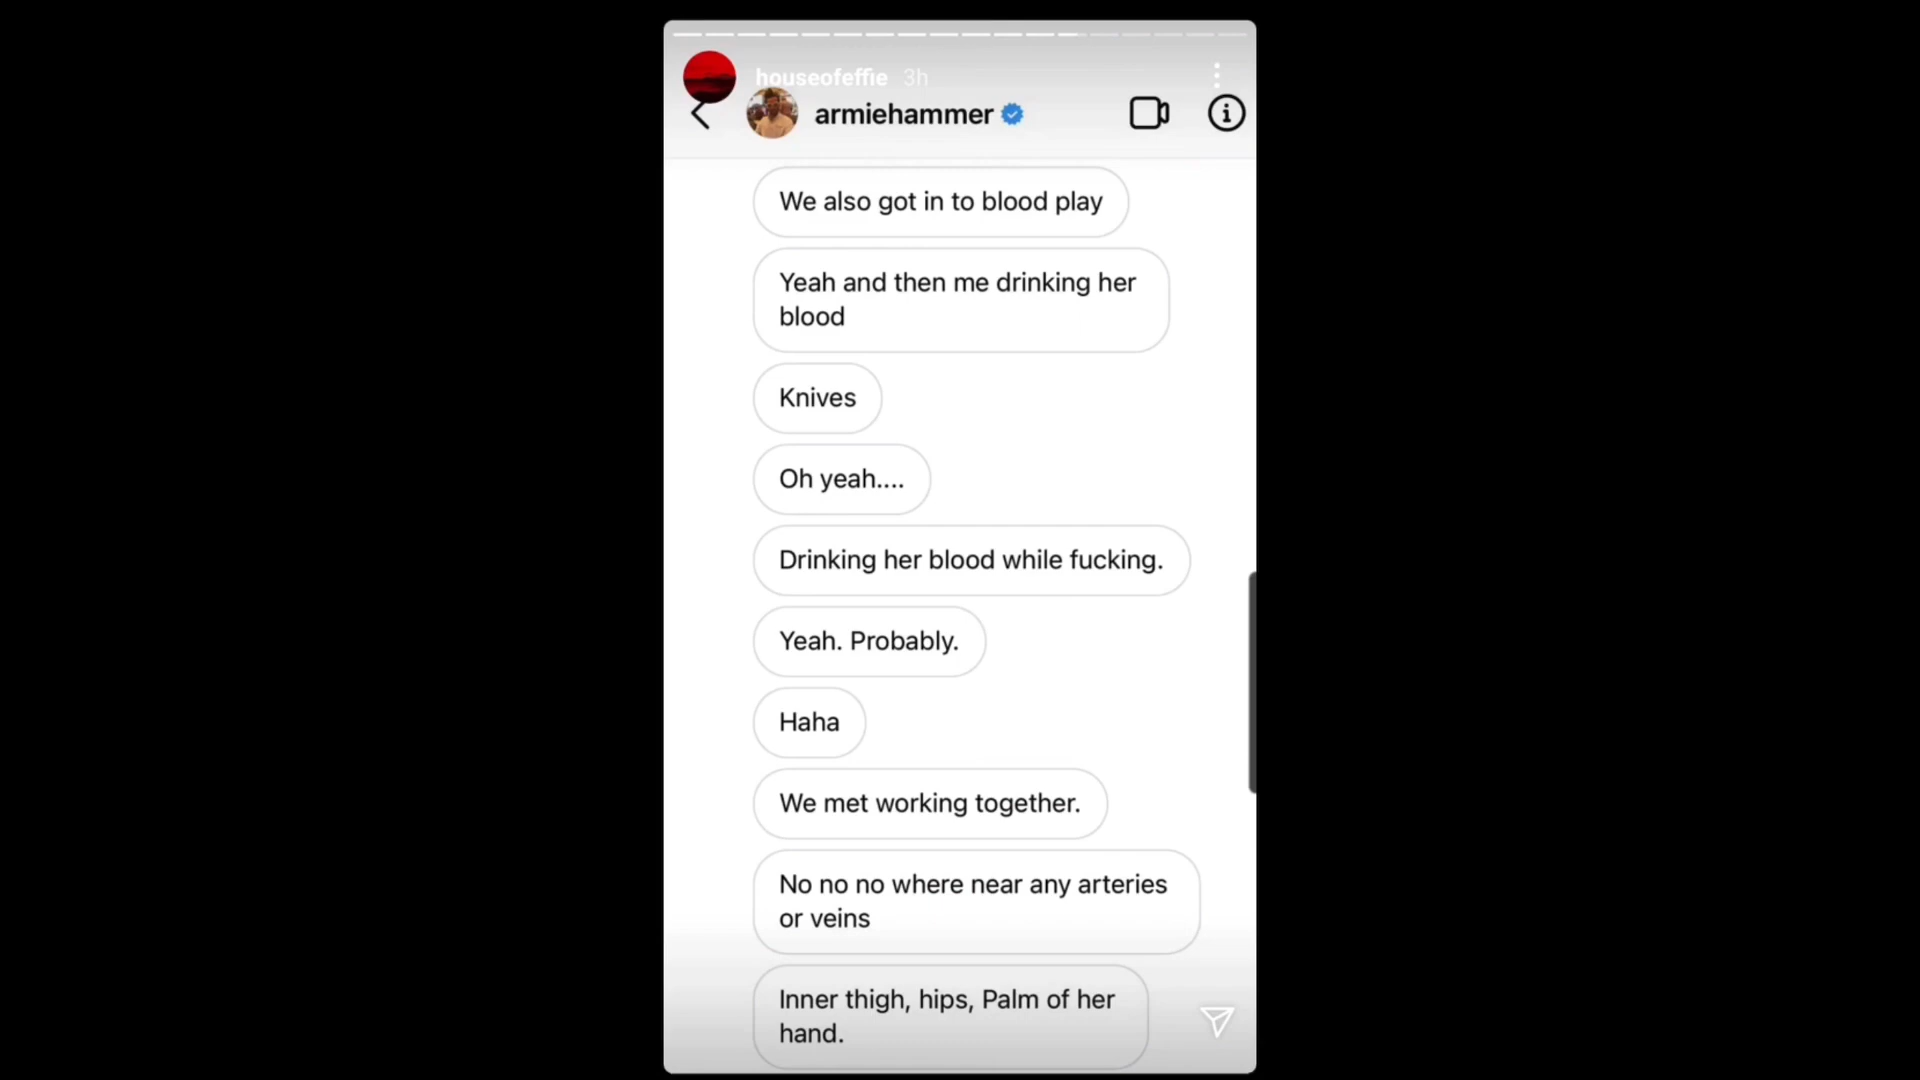 houseofeffie 3h
armiehammer
We also got in to blood play
Yeah and then me drinking her
blood
Knives
Oh yeah....
Drinking her blood while fucking.
Yeah. Probably.
Haha
We met working together.
No no no where near any arteries
or veins
Inner thigh, hips, Palm of her
hand.